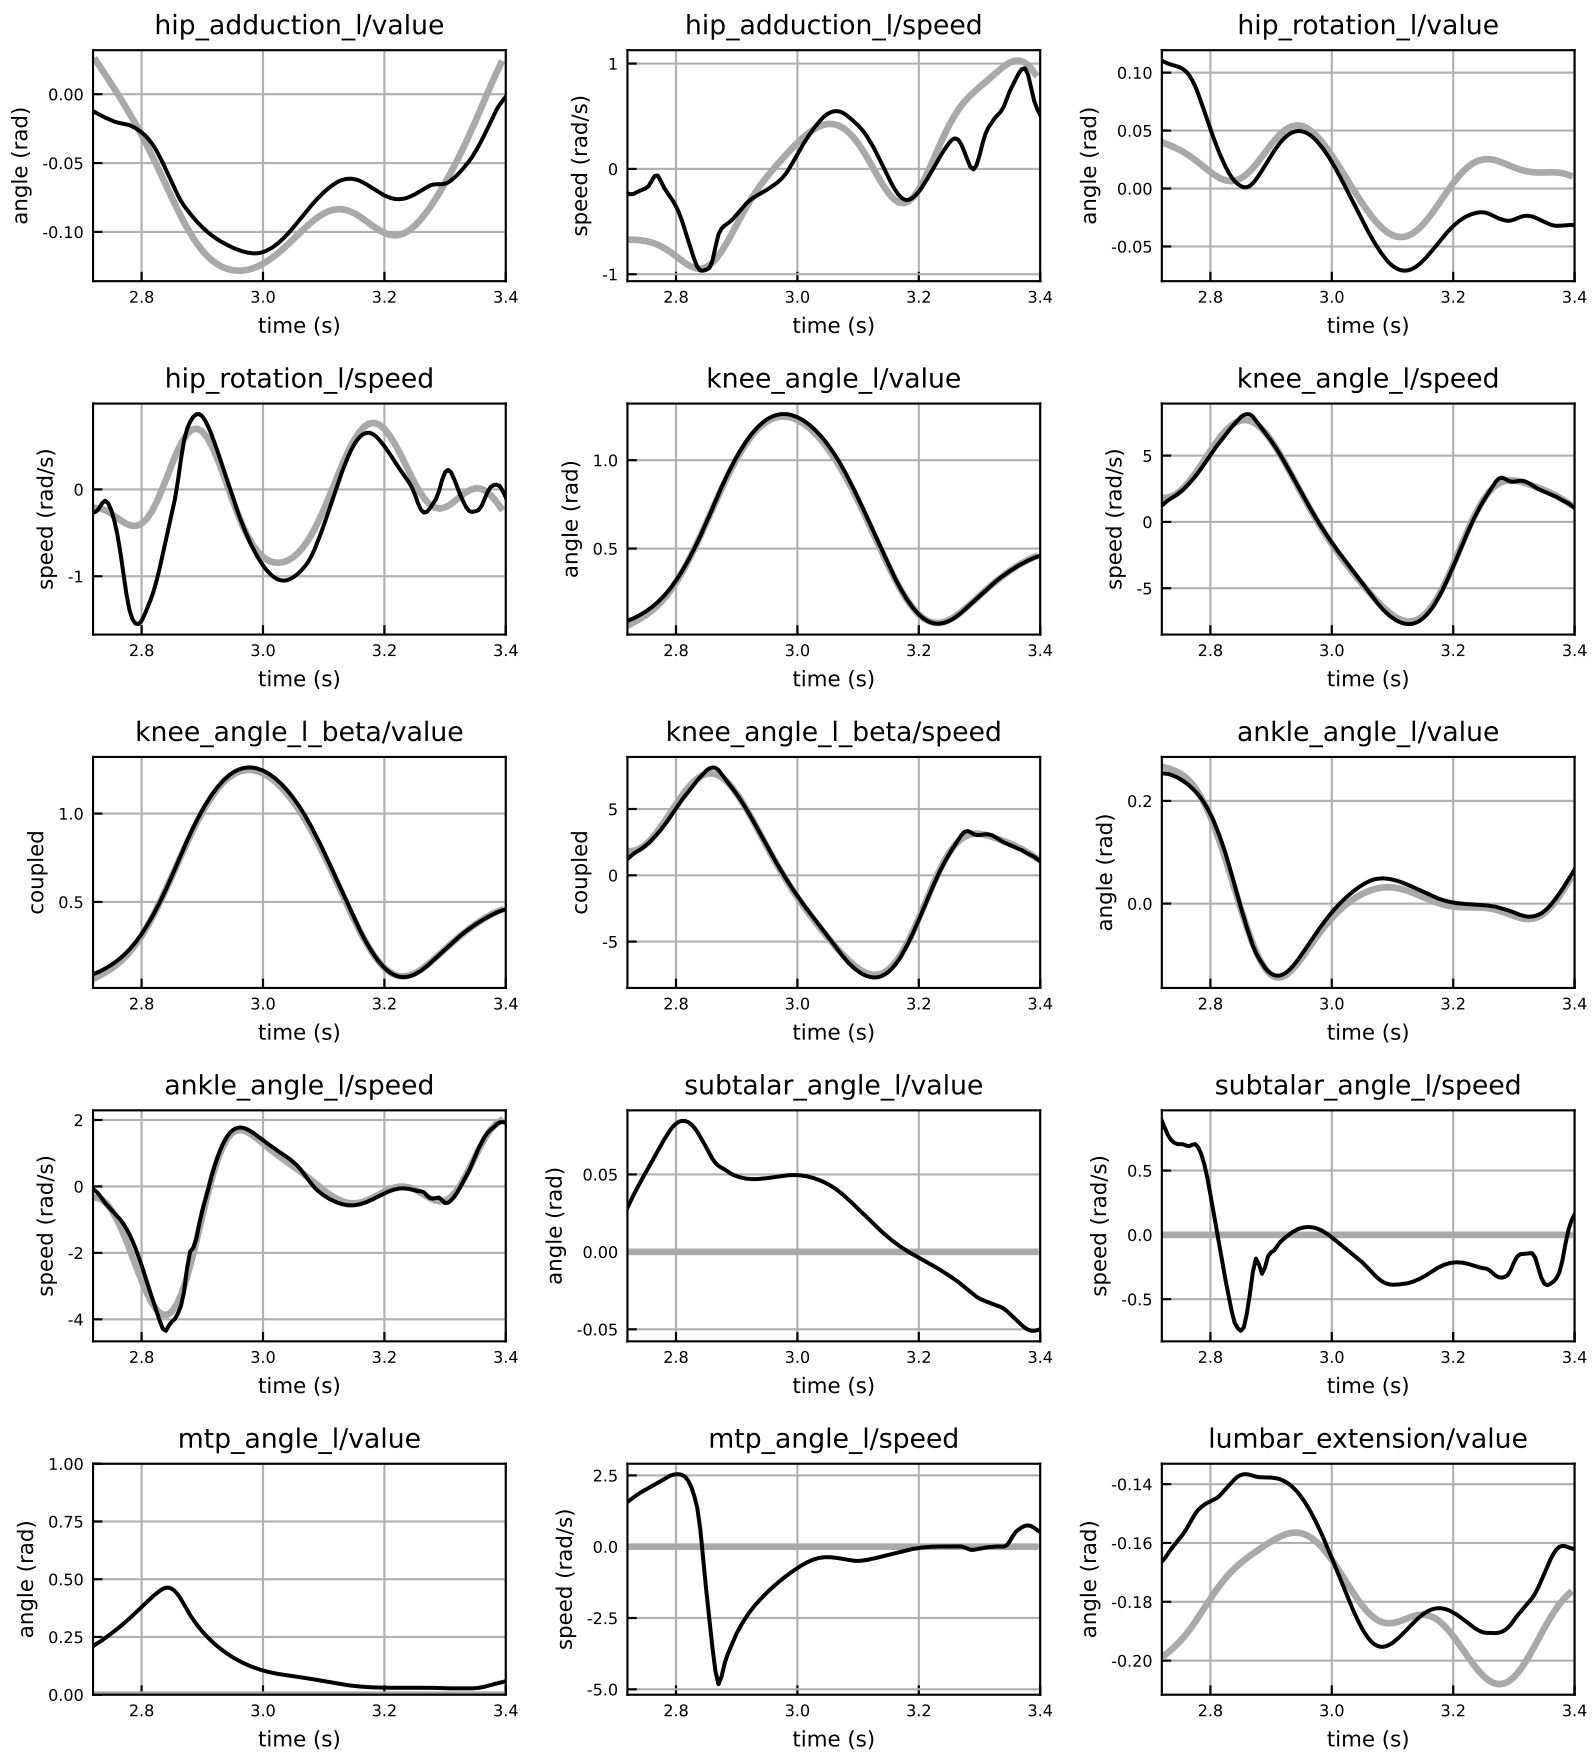 hip_adduction_l/value
hip_adduction_l/speed
hip_rotation_l/value
angle (rad)
0.00
-0.05
-0.10
2.8 3.0 3.2 3.4
time (s)
speed (rad/s)
1
0
-1
2.8 3.0 3.2 3.4
time (s)
angle (rad)
0.10
0.05
0.00
-0.05
2.8 3.0 3.2 3.4
time (s)
hip_rotation_l/speed
knee_angle_l/value
knee_angle_l/speed
speed (rad/s)
0
-1
2.8 3.0 3.2 3.4
time (s)
angle (rad)
1.0
0.5
2.8 3.0 3.2 3.4
time (s)
speed (rad/s)
5
0
-5
2.8 3.0 3.2 3.4
time (s)
knee_angle_l_beta/value
knee_angle_l_beta/speed
ankle_angle_l/value
coupled
1.0
0.5
2.8 3.0 3.2 3.4
time (s)
coupled
5
0
-5
2.8 3.0 3.2 3.4
time (s)
angle (rad)
0.2
0.0
2.8 3.0 3.2 3.4
time (s)
ankle_angle_l/speed
subtalar_angle_l/value
subtalar_angle_l/speed
speed (rad/s)
2
0
-2
-4
2.8 3.0 3.2 3.4
time (s)
angle (rad)
0.05
0.00
-0.05
2.8 3.0 3.2 3.4
time (s)
speed (rad/s)
0.5
0.0
-0.5
2.8 3.0 3.2 3.4
time (s)
mtp_angle_l/value
mtp_angle_l/speed
lumbar_extension/value
angle (rad)
1.00
0.75
0.50
0.25
0.00
2.8 3.0 3.2 3.4
time (s)
speed (rad/s)
2.5
0.0
-2.5
-5.0
2.8 3.0 3.2 3.4
time (s)
angle (rad)
-0.14
-0.16
-0.18
-0.20
2.8 3.0 3.2 3.4
time (s)